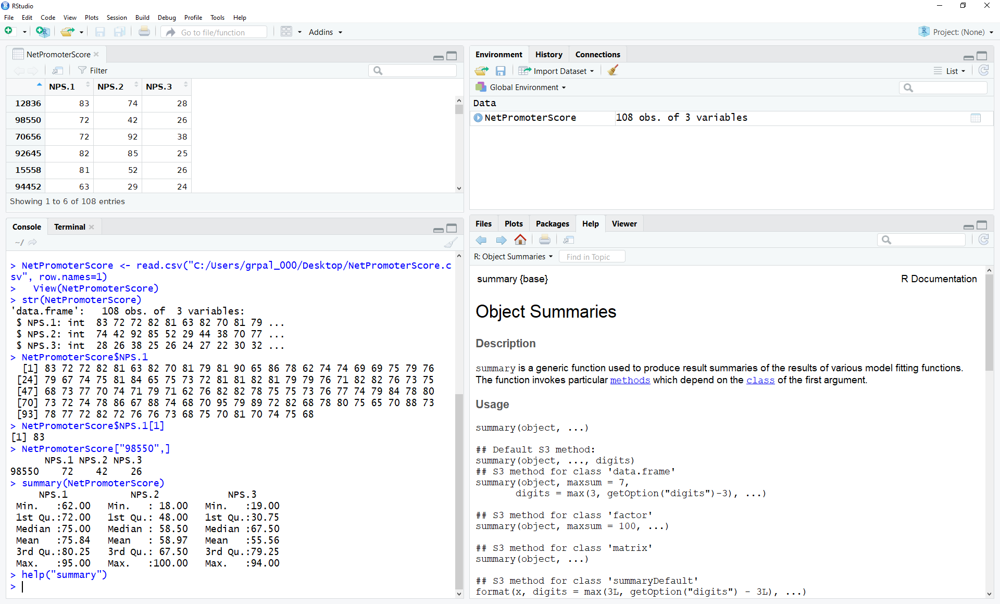 RStudio
File Edit Code View Plots Session Build Debug Profile Tools Help
Go to file/function Addins Project: (None)
NetPromoterScore
Filter
NPS.1 NPS.2 NPS.3
12836 83 74 28
98550 72 42 26
70656 72 92 38
92645 82 85 25
15558 81 52 26
94452 63 29 24
Showing 1 to 6 of 108 entries
Console Terminal
~/
> NetPromoterScore <- read.csv("C:/Users/grpal_000/Desktop/NetPromoterScore.c
sv", row.names=1)
>   View(NetPromoterScore)
> str(NetPromoterScore)
'data.frame':   108 obs. of  3 variables:
 $ NPS.1: int  83 72 72 82 81 63 82 70 81 79 ...
 $ NPS.2: int  74 42 92 85 52 29 44 38 70 77 ...
 $ NPS.3: int  28 26 38 25 26 24 27 22 30 32 ...
> NetPromoterScore$NPS.1
  [1] 83 72 72 82 81 63 82 70 81 79 81 90 65 86 78 62 74 74 69 69 75 79 76
 [24] 79 67 74 75 81 84 65 75 73 72 81 81 82 81 79 79 76 71 82 82 76 73 75
 [47] 68 73 77 70 74 71 79 71 62 76 82 82 78 75 75 73 76 77 74 79 84 78 80
 [70] 73 72 74 78 86 67 88 74 68 70 95 79 89 72 82 68 78 80 75 65 70 88 73
 [93] 78 77 72 82 72 76 76 73 68 75 70 81 70 74 75 68
> NetPromoterScore$NPS.1[1]
[1] 83
> NetPromoterScore["98550",]
      NPS.1 NPS.2 NPS.3
98550    72    42    26
> summary(NetPromoterScore)
     NPS.1           NPS.2            NPS.3
 Min.   :62.00   Min.   : 18.00   Min.   :19.00
 1st Qu.:72.00   1st Qu.: 48.00   1st Qu.:30.75
 Median :75.00   Median : 58.50   Median :67.50
 Mean   :75.84   Mean   : 58.97   Mean   :55.56
 3rd Qu.:80.25   3rd Qu.: 67.50   3rd Qu.:79.25
 Max.   :95.00   Max.   :100.00   Max.   :94.00
> help("summary")
>
Environment History Connections
Import Dataset List
Global Environment
Data
NetPromoterScore 108 obs. of 3 variables
Files Plots Packages Help Viewer
R: Object Summaries Find in Topic
summary {base} R Documentation
Object Summaries
Description
summary is a generic function used to produce result summaries of the results of various model fitting functions.
The function invokes particular methods which depend on the class of the first argument.
Usage
summary(object, ...)
## Default S3 method:
summary(object, ..., digits)
## S3 method for class 'data.frame'
summary(object, maxsum = 7,
       digits = max(3, getOption("digits")-3), ...)
## S3 method for class 'factor'
summary(object, maxsum = 100, ...)
## S3 method for class 'matrix'
summary(object, ...)
## S3 method for class 'summaryDefault'
format(x, digits = max(3L, getOption("digits") - 3L), ...)